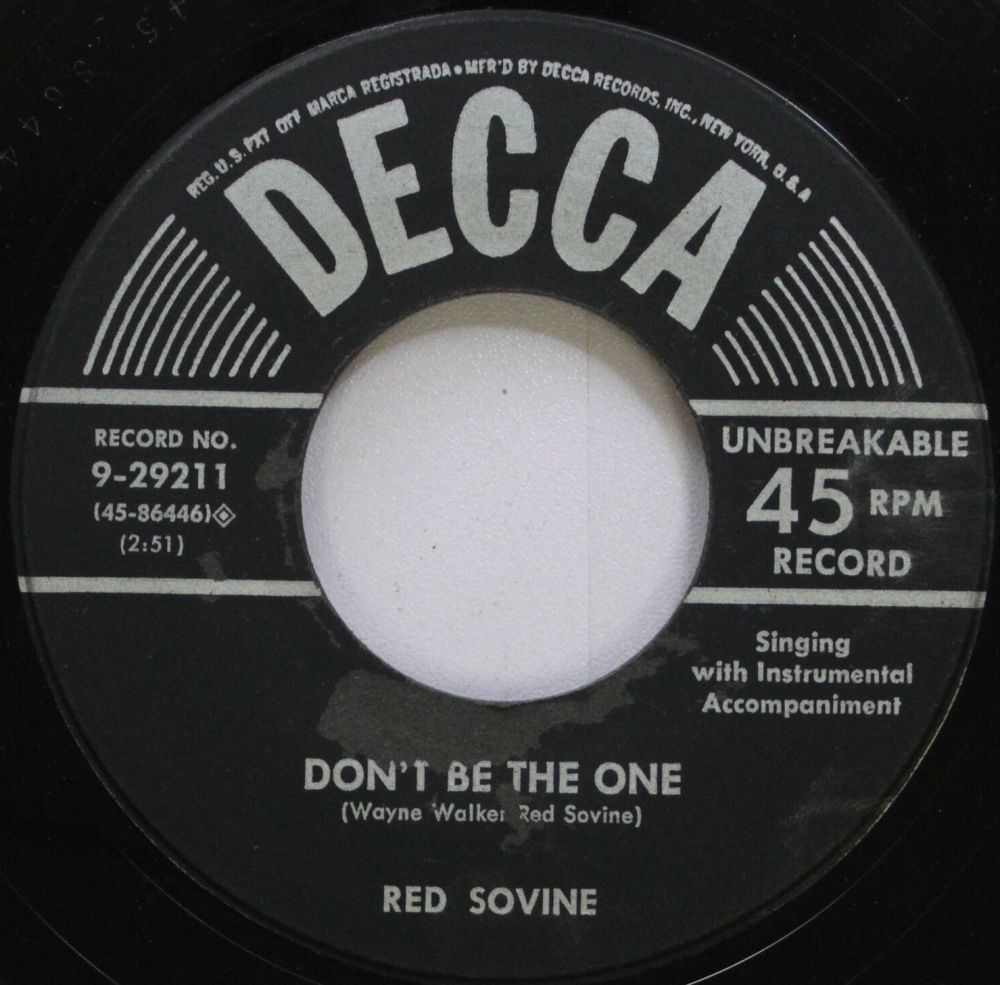 REG. U.S. PAT OFF MARCA REGISTRADA • MFR'D BY DECCA RECORDS, INC., NEW YORK, U.S.A
DECCA
RECORD NO.
9-29211
(45-86446)
(2:51)
UNBREAKABLE
45 RPM
RECORD
Singing
with Instrumental
Accompaniment
DON'T BE THE ONE
(Wayne Walker Red Sovine)
RED SOVINE